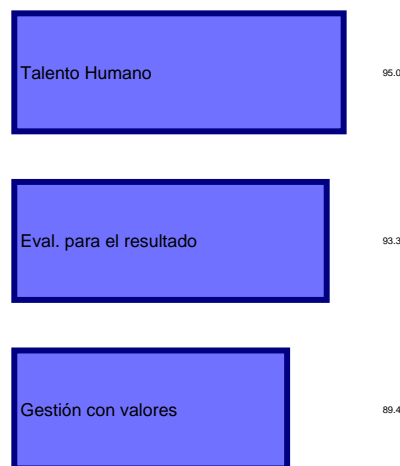 Talento Humano 95.0
Eval. para el resultado 93.3
Gestión con valores 89.4